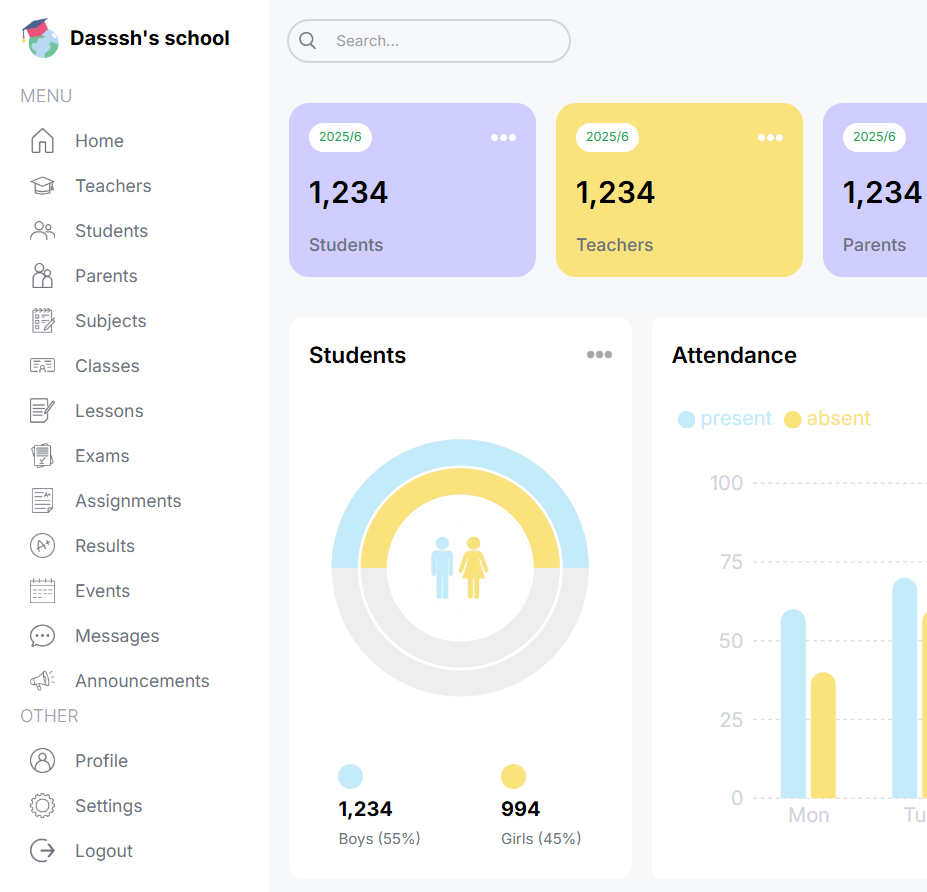 Dasssh's school
MENU
Home
Teachers
Students
Parents
Subjects
Classes
Lessons
Exams
Assignments
Results
Events
Messages
Announcements
OTHER
Profile
Settings
Logout
Search...
2025/6
1,234
Students
2025/6
1,234
Teachers
2025/6
1,234
Parents
Students
1,234
Boys (55%)
994
Girls (45%)
Attendance
present absent
100
75
50
25
0
Mon Tu